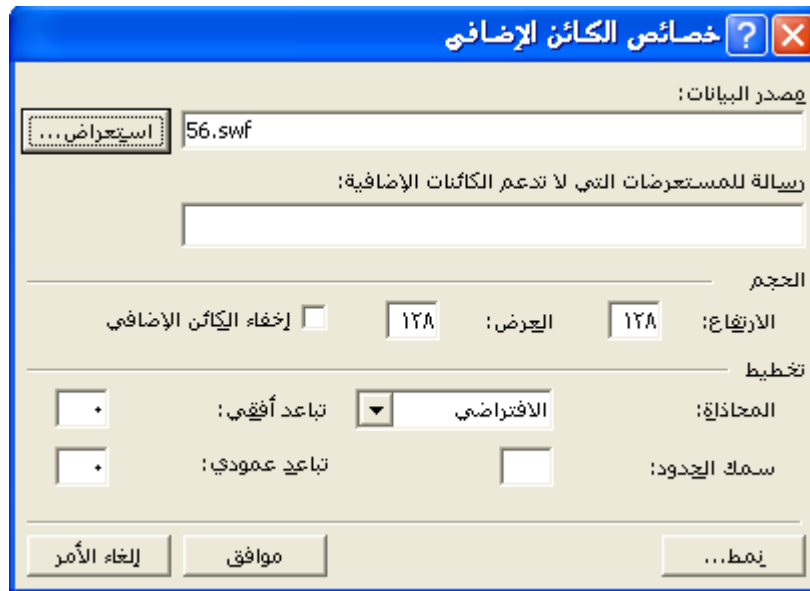 خصائص الكائن الإضافي
مصدر البيانات:
56.swf استعراض...
رسالة للمستعرضات التي لا تدعم الكائنات الإضافية:
الحجم
الارتفاع: ١٢٨ العرض: ١٢٨ إخفاء الكائن الإضافي
تخطيط
المحاذاة: الافتراضي تباعد أفقي: ٠
سمك الحدود: تباعد عمودي: ٠
نمط... موافق إلغاء الأمر